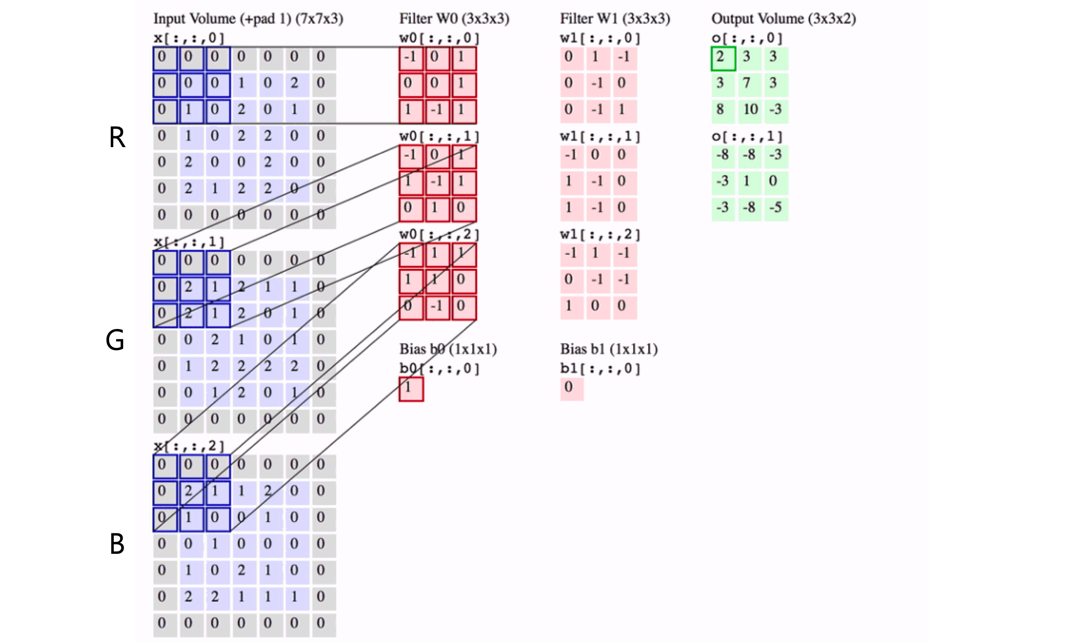 Input Volume (+pad 1) (7x7x3)
x[:,:,0]
0 0 0 0 0 0 0
0 0 0 1 0 2 0
0 1 0 2 0 1 0
0 1 0 2 2 0 0
0 2 0 0 2 0 0
0 2 1 2 2 0 0
0 0 0 0 0 0 0
R
x[:,:,1]
0 0 0 0 0 0 0
0 2 1 2 1 1 0
0 2 1 2 0 1 0
0 0 2 1 0 1 0
0 1 2 2 2 2 0
0 0 1 2 0 1 0
0 0 0 0 0 0 0
G
x[:,:,2]
0 0 0 0 0 0 0
0 2 1 1 2 0 0
0 1 0 0 1 0 0
0 0 1 0 0 0 0
0 1 0 2 1 0 0
0 2 2 1 1 1 0
0 0 0 0 0 0 0
B
Filter W0 (3x3x3)
w0[:,:,0]
-1 0 1
0 0 1
1 -1 1
w0[:,:,1]
-1 0 1
1 -1 1
0 1 0
w0[:,:,2]
-1 1 1
1 1 0
0 -1 0
Bias b0 (1x1x1)
b0[:,:,0]
1
Filter W1 (3x3x3)
w1[:,:,0]
0 1 -1
0 -1 0
0 -1 1
w1[:,:,1]
-1 0 0
1 -1 0
1 -1 0
w1[:,:,2]
-1 1 -1
0 -1 -1
1 0 0
Bias b1 (1x1x1)
b1[:,:,0]
0
Output Volume (3x3x2)
o[:,:,0]
2 3 3
3 7 3
8 10 -3
o[:,:,1]
-8 -8 -3
-3 1 0
-3 -8 -5